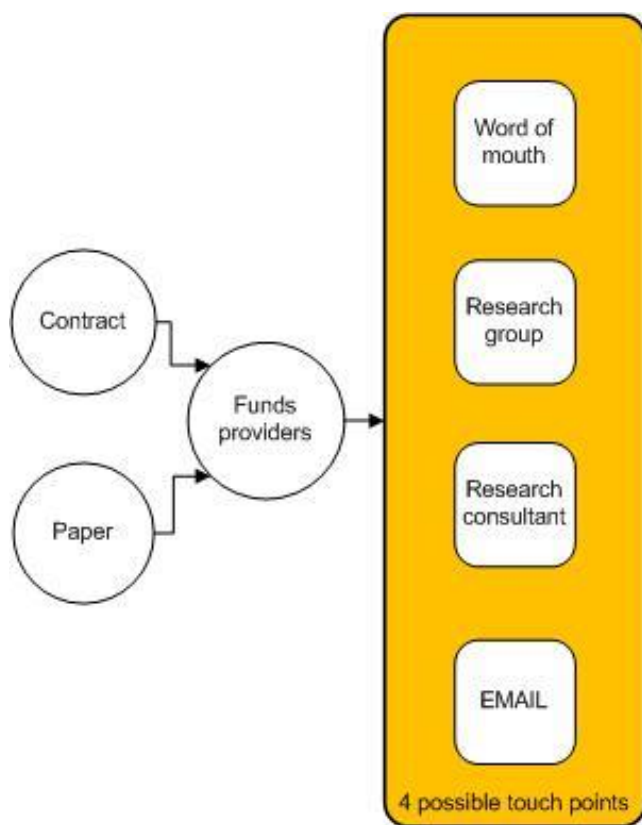 Contract
Paper
Funds
providers
Word of
mouth
Research
group
Research
consultant
EMAIL
4 possible touch points